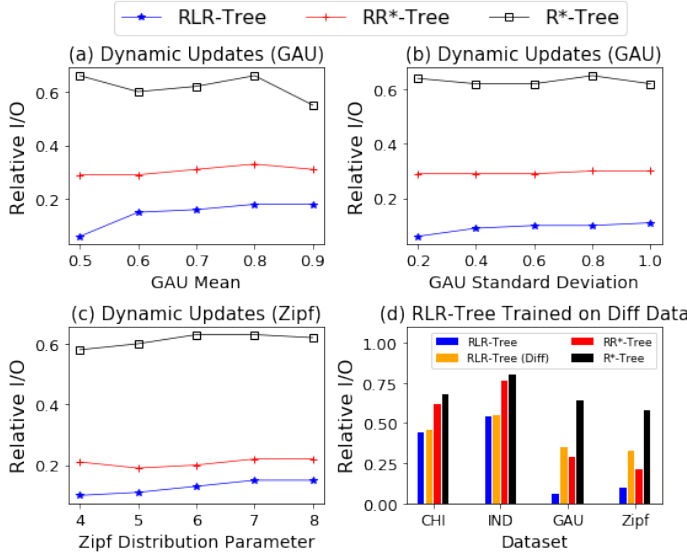 RLR-Tree RR*-Tree R*-Tree
(a) Dynamic Updates (GAU)
Relative I/O
0.6
0.4
0.2
0.5 0.6 0.7 0.8 0.9
GAU Mean
(b) Dynamic Updates (GAU)
Relative I/O
0.6
0.4
0.2
0.2 0.4 0.6 0.8 1.0
GAU Standard Deviation
(c) Dynamic Updates (Zipf)
Relative I/O
0.6
0.4
0.2
4 5 6 7 8
Zipf Distribution Parameter
(d) RLR-Tree Trained on Diff Data
Relative I/O
1.00
0.75
0.50
0.25
0.00
RLR-Tree RR*-Tree
RLR-Tree (Diff) R*-Tree
CHI IND GAU Zipf
Dataset